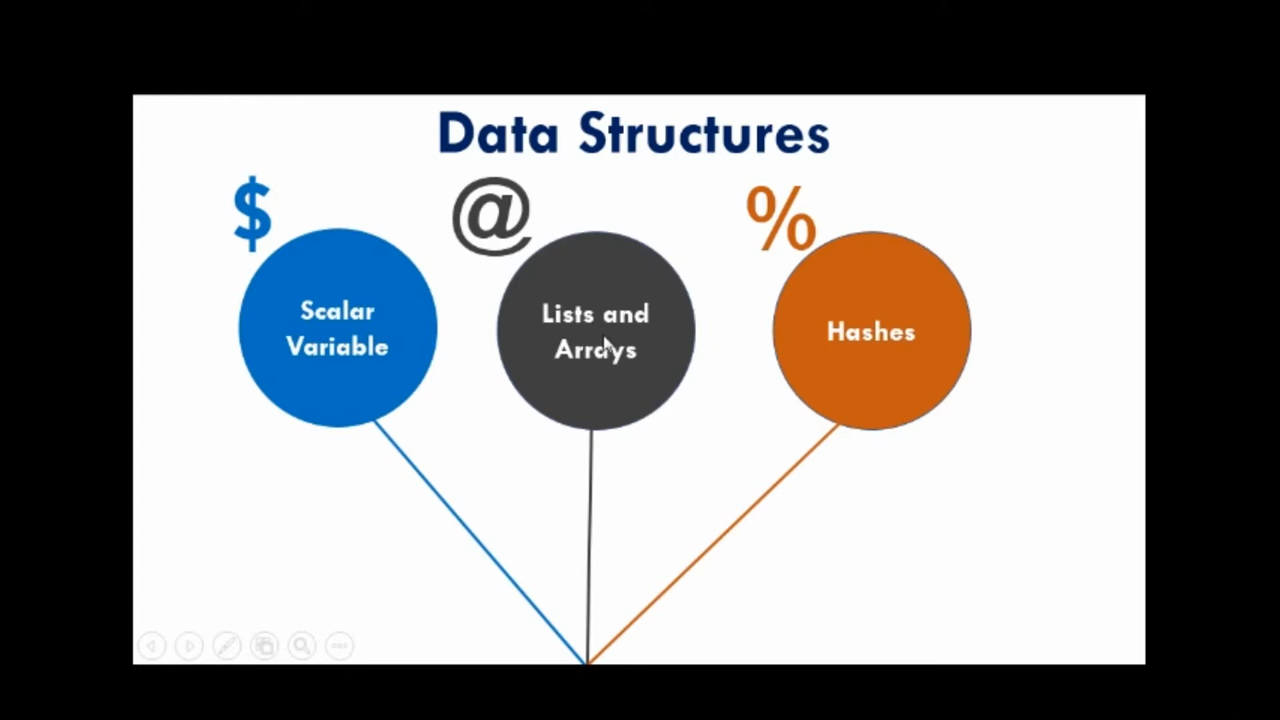 Data Structures
$
@
%
Scalar
Variable
Lists and
Arrays
Hashes